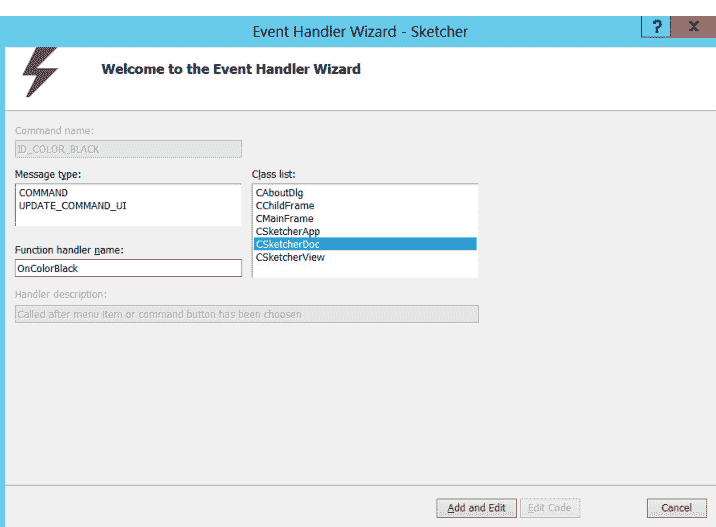 Event Handler Wizard - Sketcher
? X
Welcome to the Event Handler Wizard
Command name:
ID_COLOR_BLACK
Message type:
Class list:
COMMAND
UPDATE_COMMAND_UI
CAboutDlg
CChildFrame
CMainFrame
CSketcherApp
CSketcherDoc
CSketcherView
Function handler name:
OnColorBlack
Handler description:
Called after menu item or command button has been choosen
Add and Edit
Edit Code
Cancel